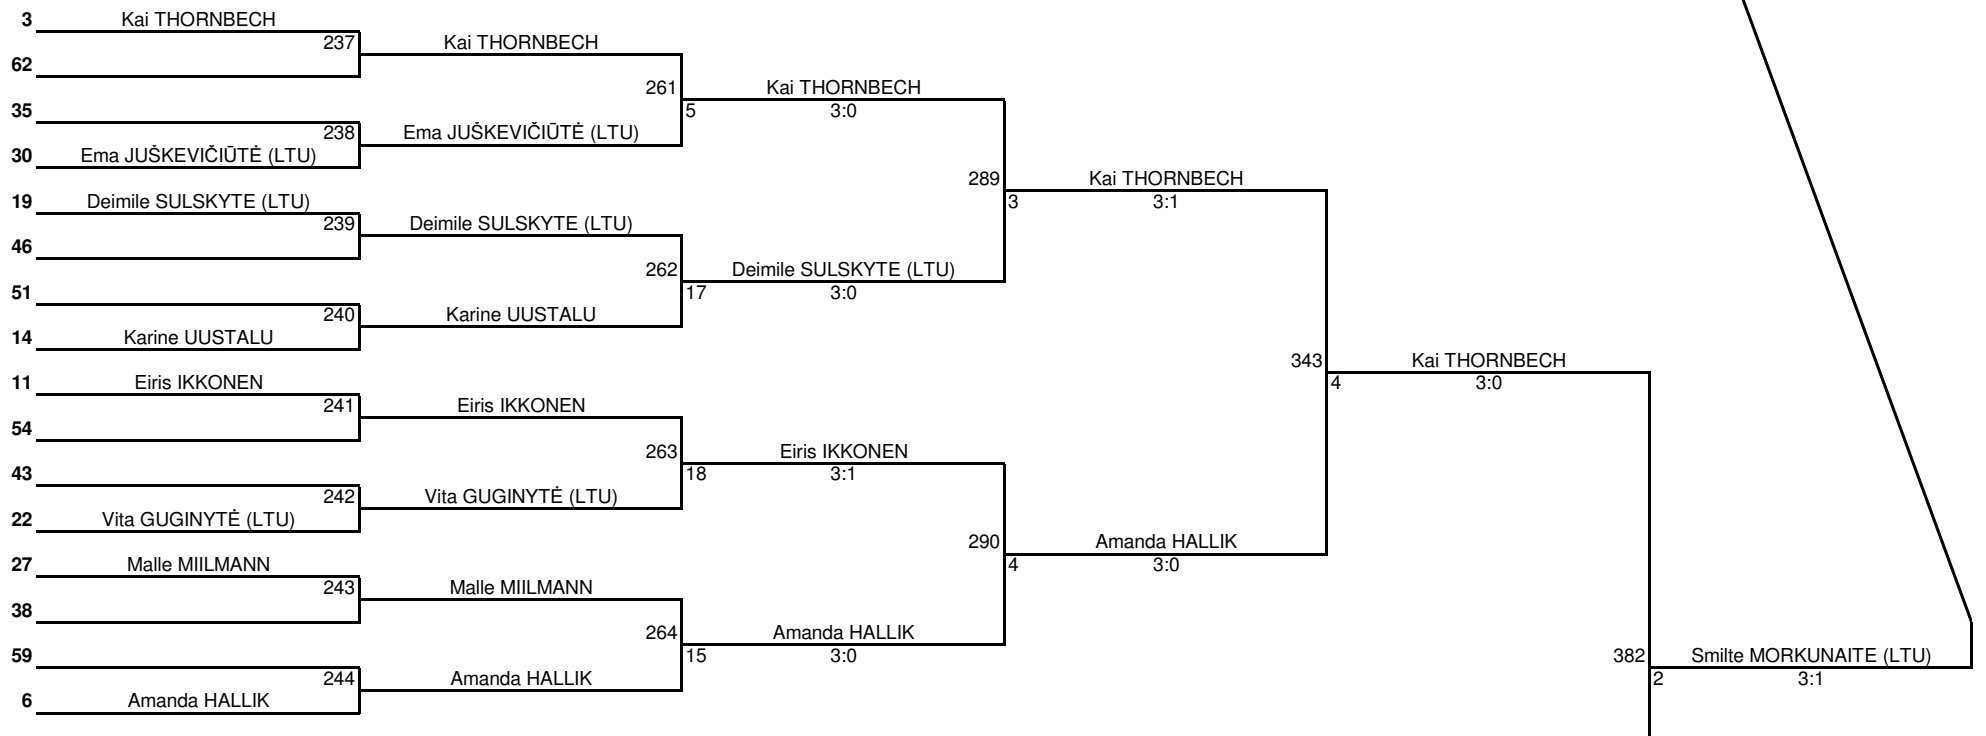 3 Kai THORNBECH
237 Kai THORNBECH
62
261 Kai THORNBECH
5 3:0
35
238 Ema JUŠKEVIČIŪTĖ (LTU)
30 Ema JUŠKEVIČIŪTĖ (LTU)
289 Kai THORNBECH
3 3:1
19 Deimile SULSKYTE (LTU)
239 Deimile SULSKYTE (LTU)
46
262 Deimile SULSKYTE (LTU)
17 3:0
51
240 Karine UUSTALU
14 Karine UUSTALU
343 Kai THORNBECH
4 3:0
11 Eiris IKKONEN
241 Eiris IKKONEN
54
263 Eiris IKKONEN
18 3:1
43
242 Vita GUGINYTĖ (LTU)
22 Vita GUGINYTĖ (LTU)
290 Amanda HALLIK
4 3:0
27 Malle MIILMANN
243 Malle MIILMANN
38
264 Amanda HALLIK
15 3:0
59
244 Amanda HALLIK
6 Amanda HALLIK
382 Smilte MORKUNAITE (LTU)
2 3:1